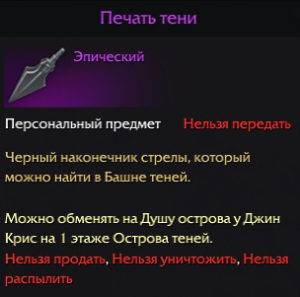 Печать тени
Эпический
Персональный предмет Нельзя передать
Черный наконечник стрелы, который
можно найти в Башне теней.
Можно обменять на Душу острова у Джин
Крис на 1 этаже Острова теней.
Нельзя продать, Нельзя уничтожить, Нельзя
распылить